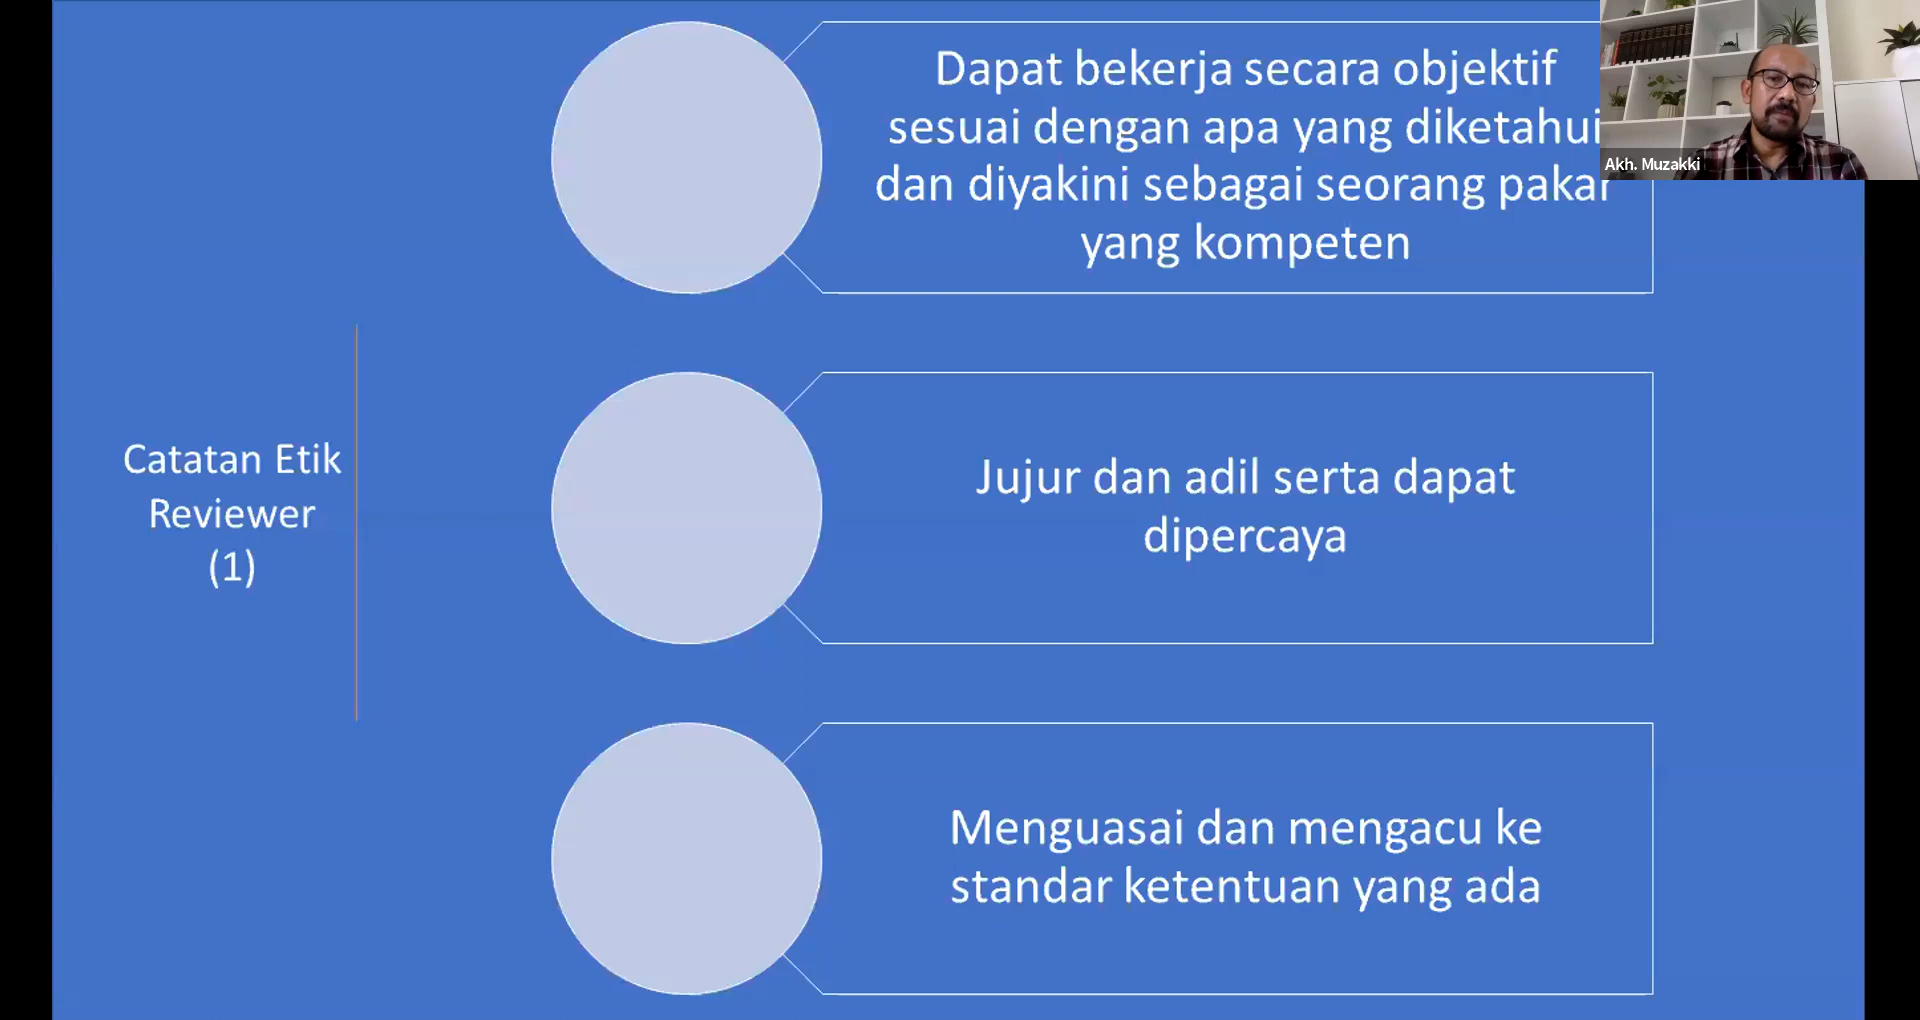 Catatan Etik
Reviewer
(1)
Dapat bekerja secara objektif
sesuai dengan apa yang diketahui
dan diyakini sebagai seorang pakar
yang kompeten
Jujur dan adil serta dapat
dipercaya
Menguasai dan mengacu ke
standar ketentuan yang ada
Akh. Muzakki